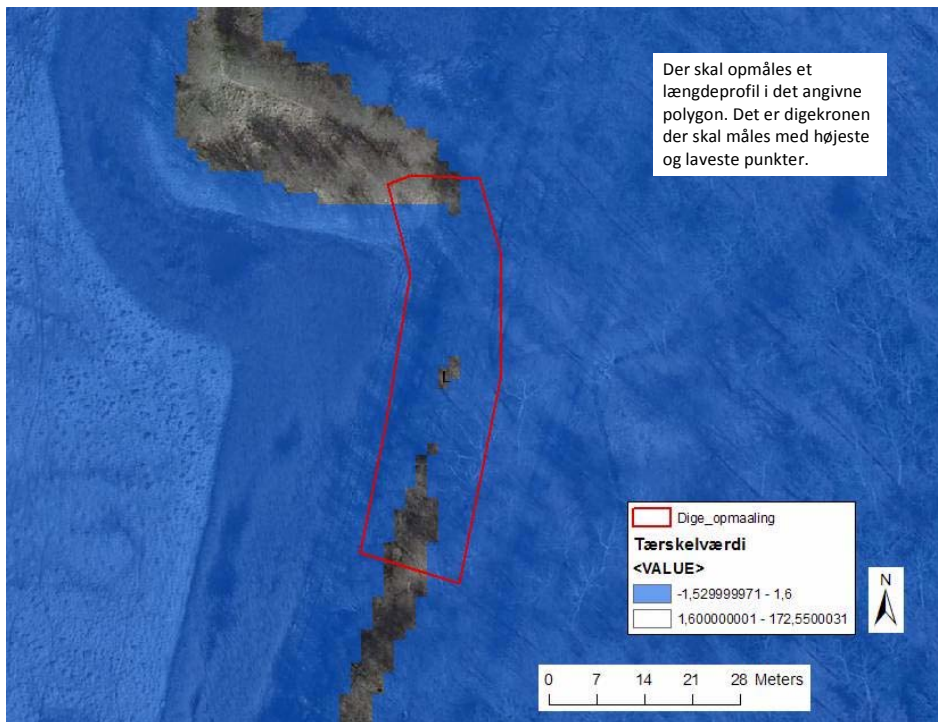 Der skal opmåles et
længdeprofil i det angivne
polygon. Det er digekronen
der skal måles med højeste
og laveste punkter.
L
Dige_opmaaling
Tærskelværdi
<VALUE>
-1,529999971 - 1,6
1,600000001 - 172,5500031
N
0 7 14 21 28 Meters